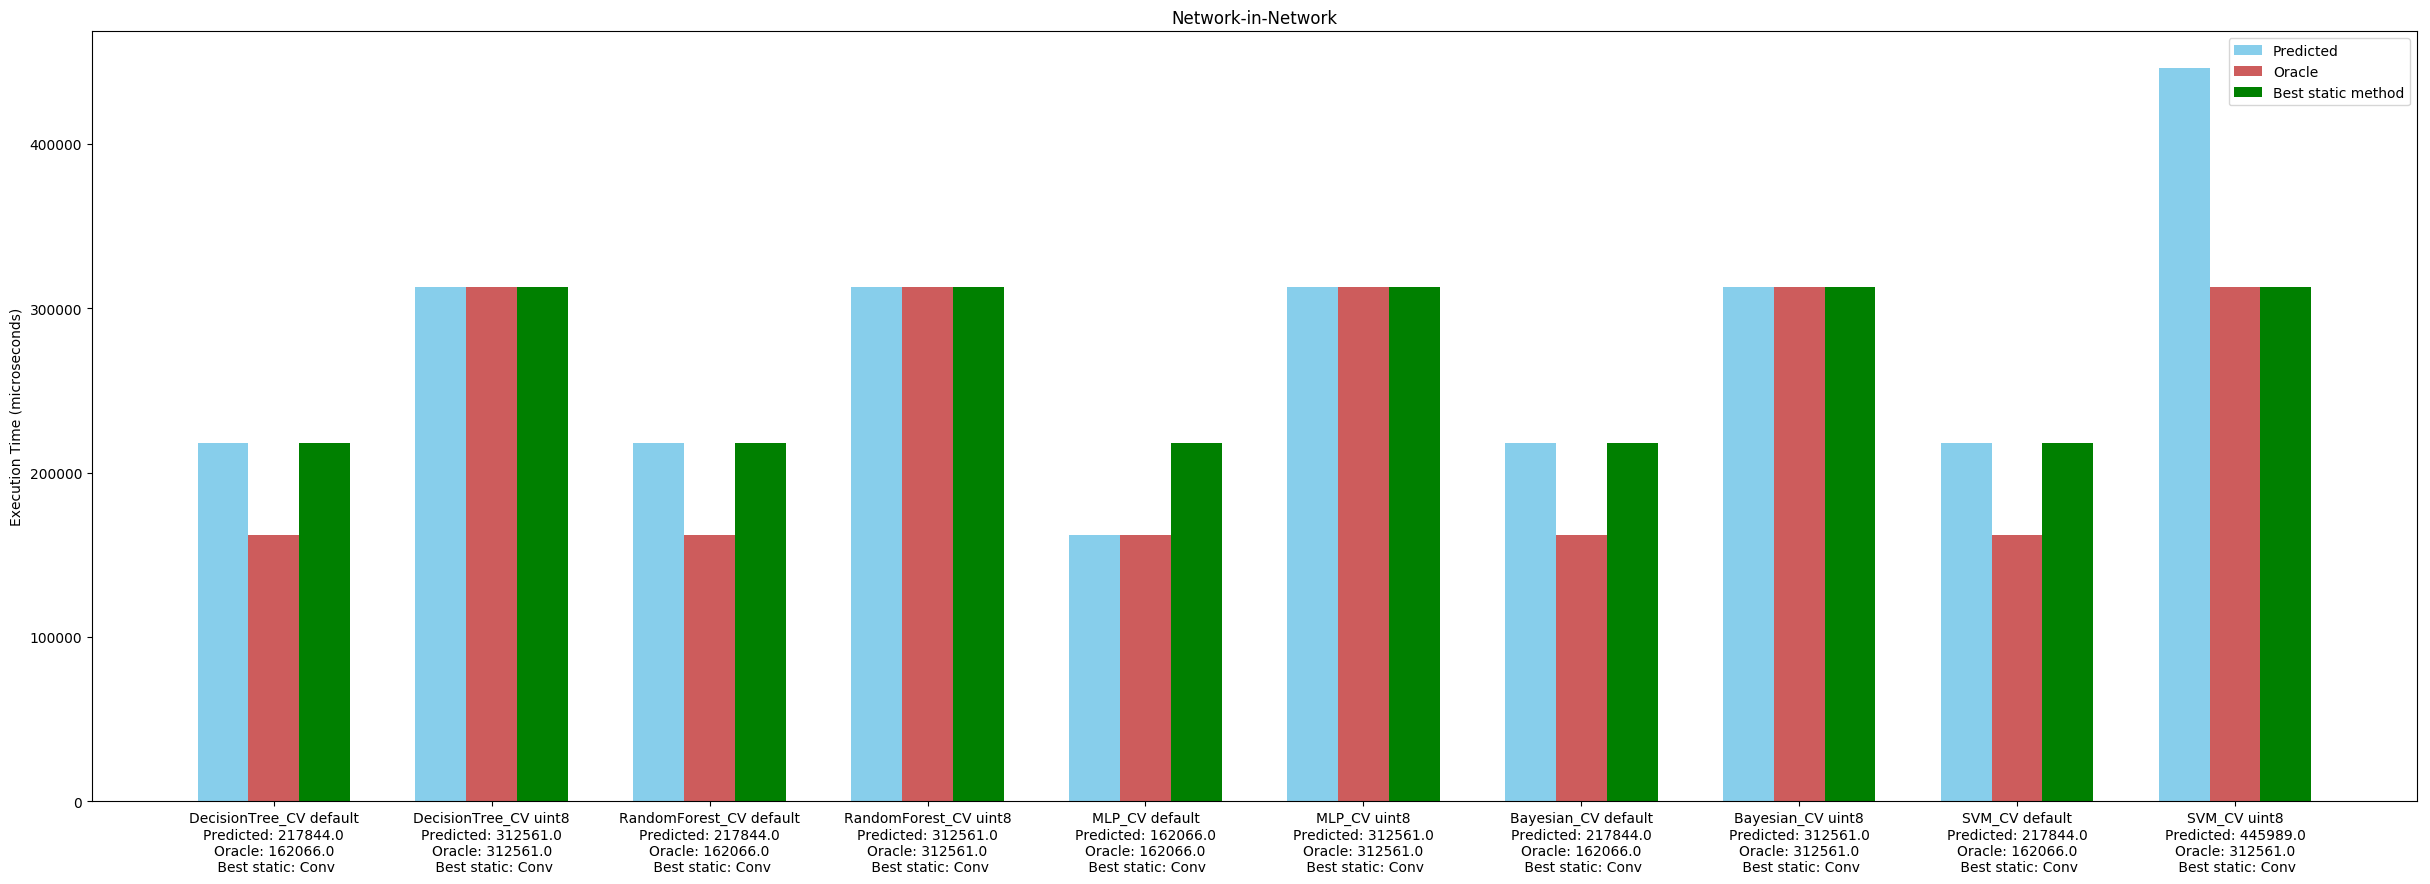 Network-in-Network
Predicted
Oracle
Best static method
Execution Time (microseconds)
400000
300000
200000
100000
0
DecisionTree_CV default
Predicted: 217844.0
Oracle: 162066.0
Best static: Conv
DecisionTree_CV uint8
Predicted: 312561.0
Oracle: 312561.0
Best static: Conv
RandomForest_CV default
Predicted: 217844.0
Oracle: 162066.0
Best static: Conv
RandomForest_CV uint8
Predicted: 312561.0
Oracle: 312561.0
Best static: Conv
MLP_CV default
Predicted: 162066.0
Oracle: 162066.0
Best static: Conv
MLP_CV uint8
Predicted: 312561.0
Oracle: 312561.0
Best static: Conv
Bayesian_CV default
Predicted: 217844.0
Oracle: 162066.0
Best static: Conv
Bayesian_CV uint8
Predicted: 312561.0
Oracle: 312561.0
Best static: Conv
SVM_CV default
Predicted: 217844.0
Oracle: 162066.0
Best static: Conv
SVM_CV uint8
Predicted: 445989.0
Oracle: 312561.0
Best static: Conv